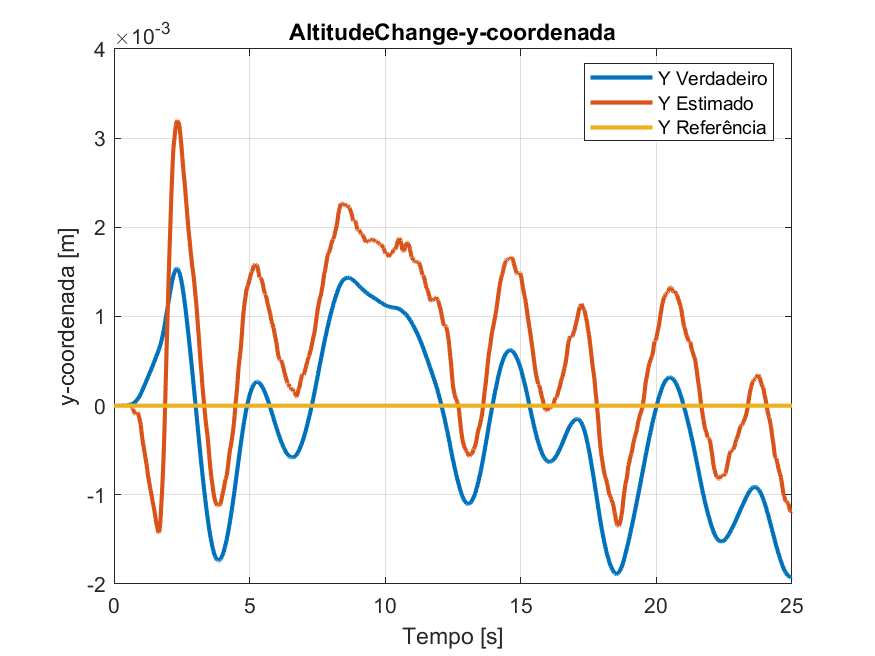 AltitudeChange-y-coordenada
×10-3
4
3
2
1
0
-1
-2
y-coordenada [m]
Y Verdadeiro
Y Estimado
Y Referência
0 5 10 15 20 25
Tempo [s]